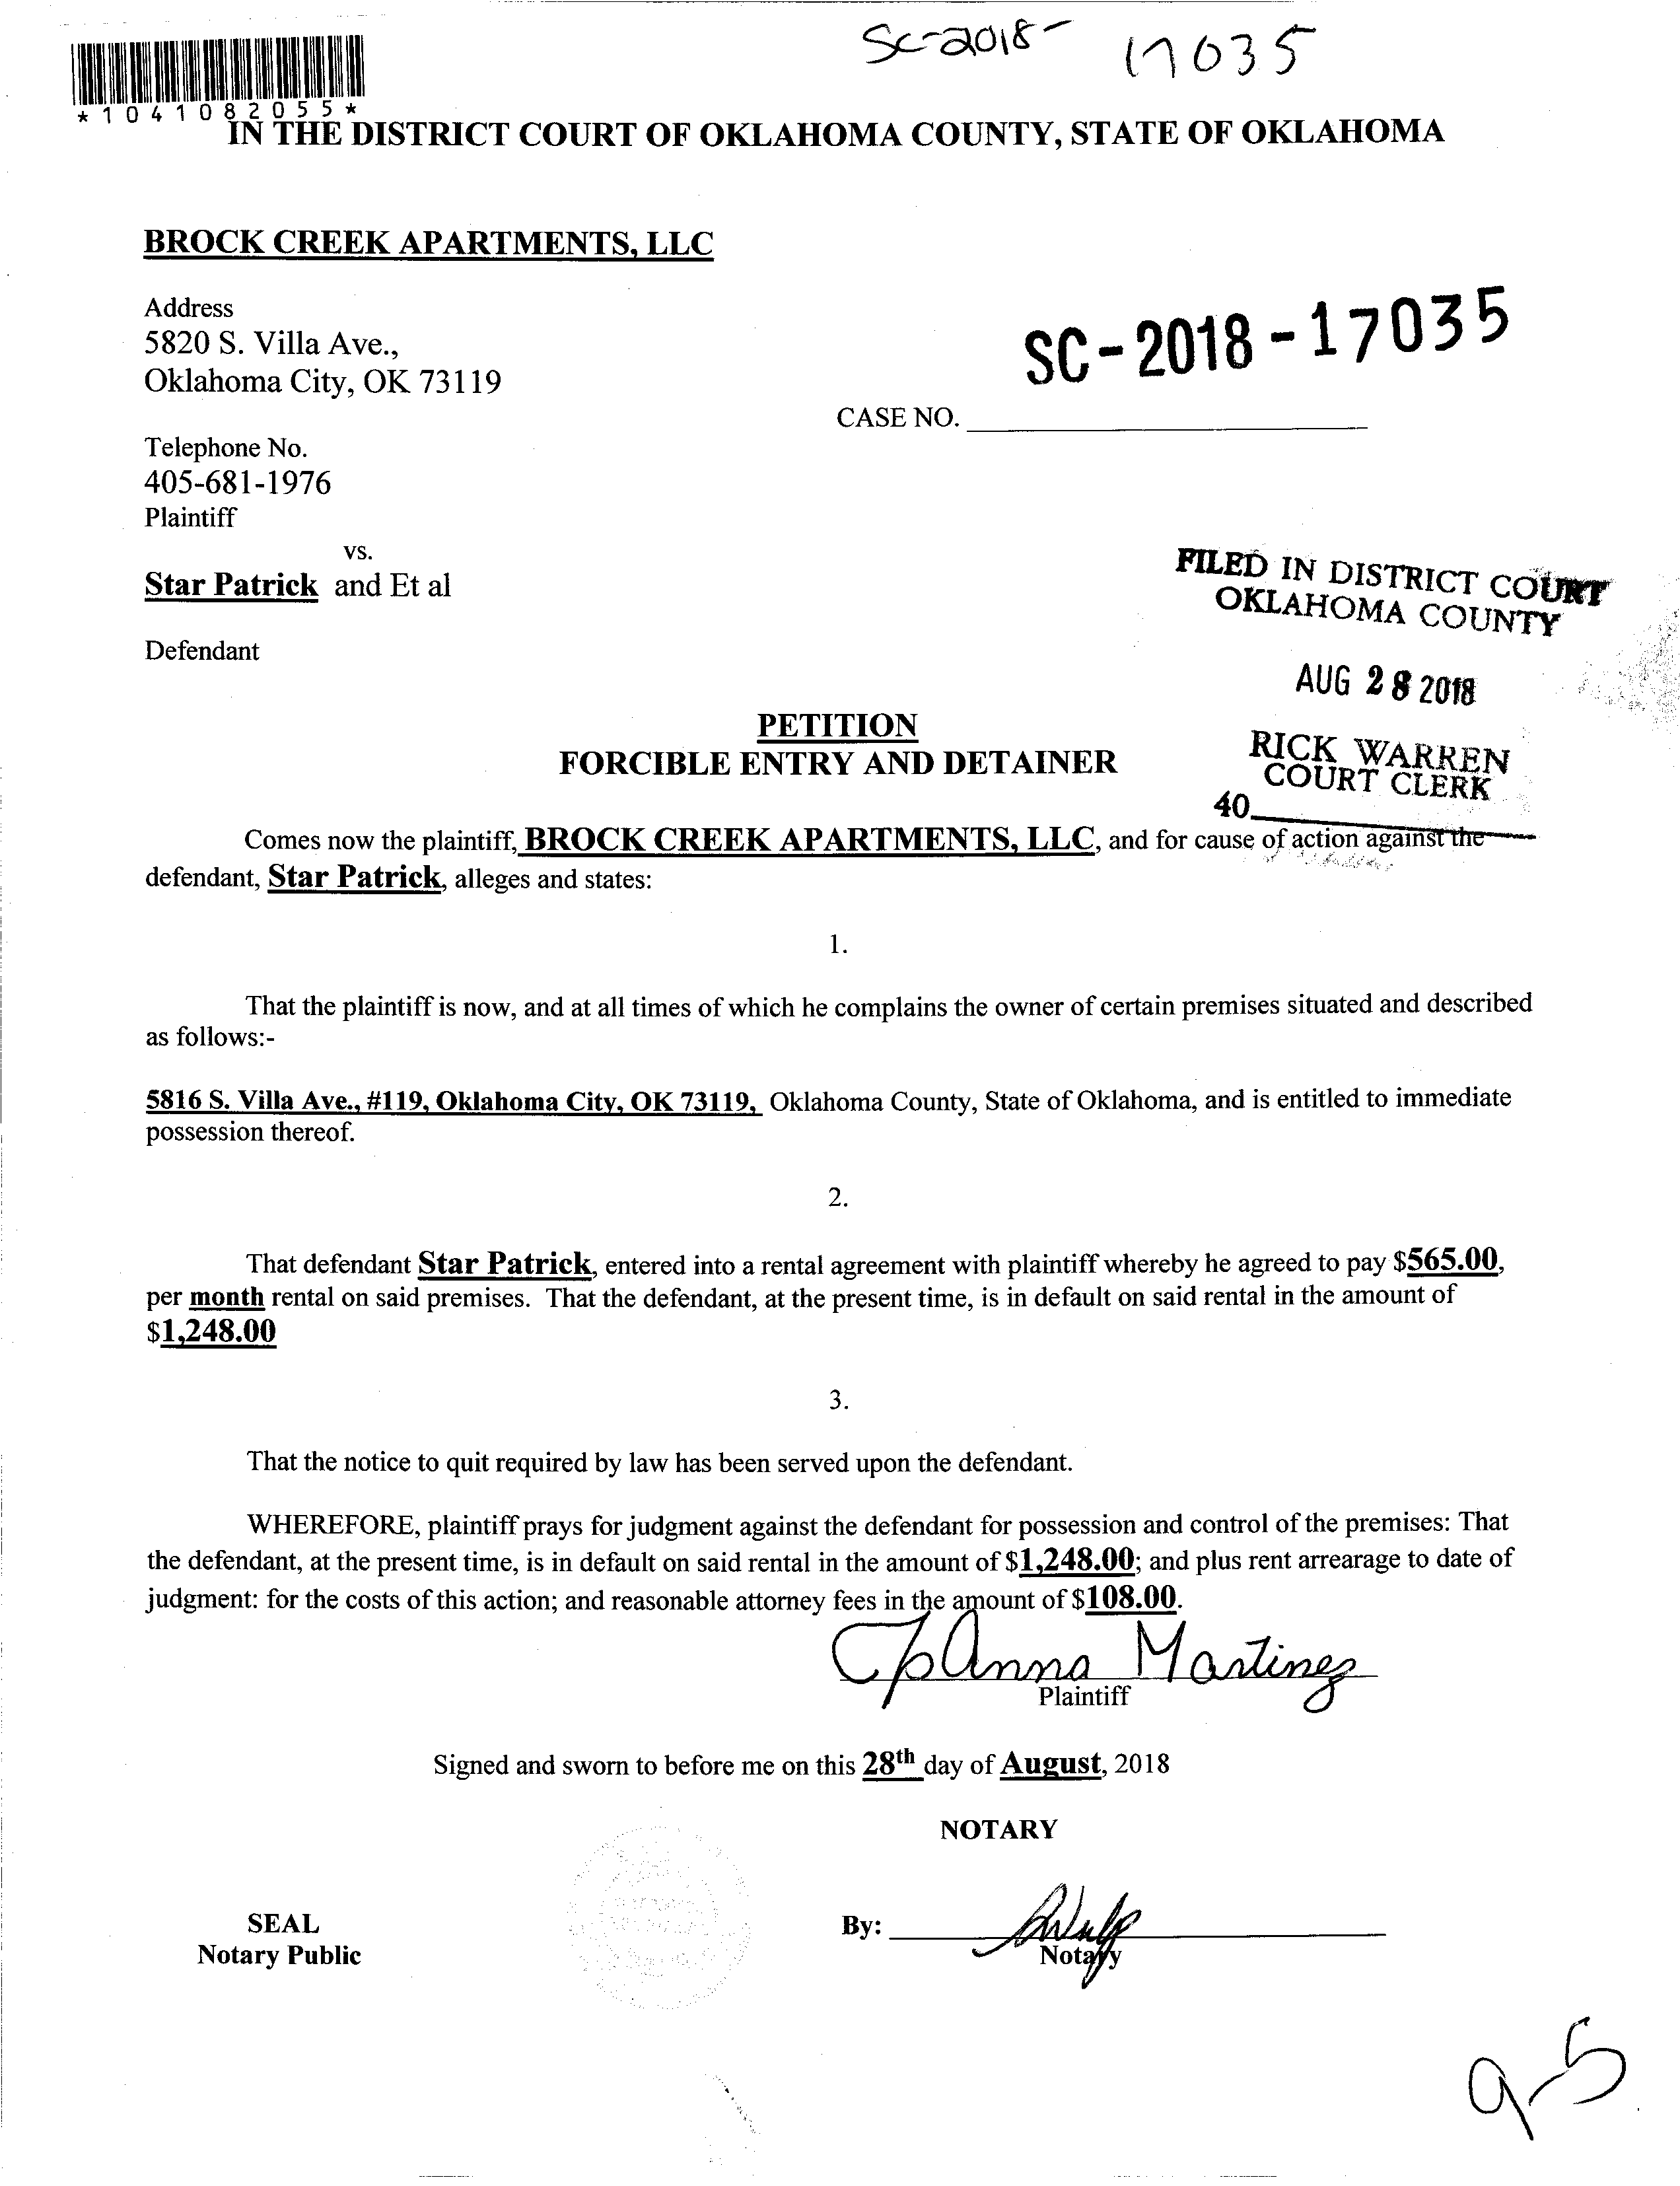 SC-2018- 17035
*1041082055*
IN THE DISTRICT COURT OF OKLAHOMA COUNTY, STATE OF OKLAHOMA
BROCK CREEK APARTMENTS, LLC
Address
5820 S. Villa Ave.,
Oklahoma City, OK 73119
SC-2018-17035
CASE NO.
Telephone No.
405-681-1976
Plaintiff
vs.
Star Patrick and Et al
Defendant
FILED IN DISTRICT COURT
OKLAHOMA COUNTY
AUG 28 2018
RICK WARREN
COURT CLERK
40
PETITION
FORCIBLE ENTRY AND DETAINER
Comes now the plaintiff, BROCK CREEK APARTMENTS, LLC, and for cause of action against the
defendant, Star Patrick, alleges and states:
1.
That the plaintiff is now, and at all times of which he complains the owner of certain premises situated and described
as follows:-
5816 S. Villa Ave., #119, Oklahoma City, OK 73119, Oklahoma County, State of Oklahoma, and is entitled to immediate
possession thereof.
2.
That defendant Star Patrick, entered into a rental agreement with plaintiff whereby he agreed to pay $565.00,
per month rental on said premises. That the defendant, at the present time, is in default on said rental in the amount of
$1,248.00
3.
That the notice to quit required by law has been served upon the defendant.
WHEREFORE, plaintiff prays for judgment against the defendant for possession and control of the premises: That
the defendant, at the present time, is in default on said rental in the amount of $1,248.00; and plus rent arrearage to date of
judgment: for the costs of this action; and reasonable attorney fees in the amount of $108.00.
Martinez
Plaintiff
Signed and sworn to before me on this 28th day of August, 2018
NOTARY
SEAL
Notary Public
By:
Notary
9-5